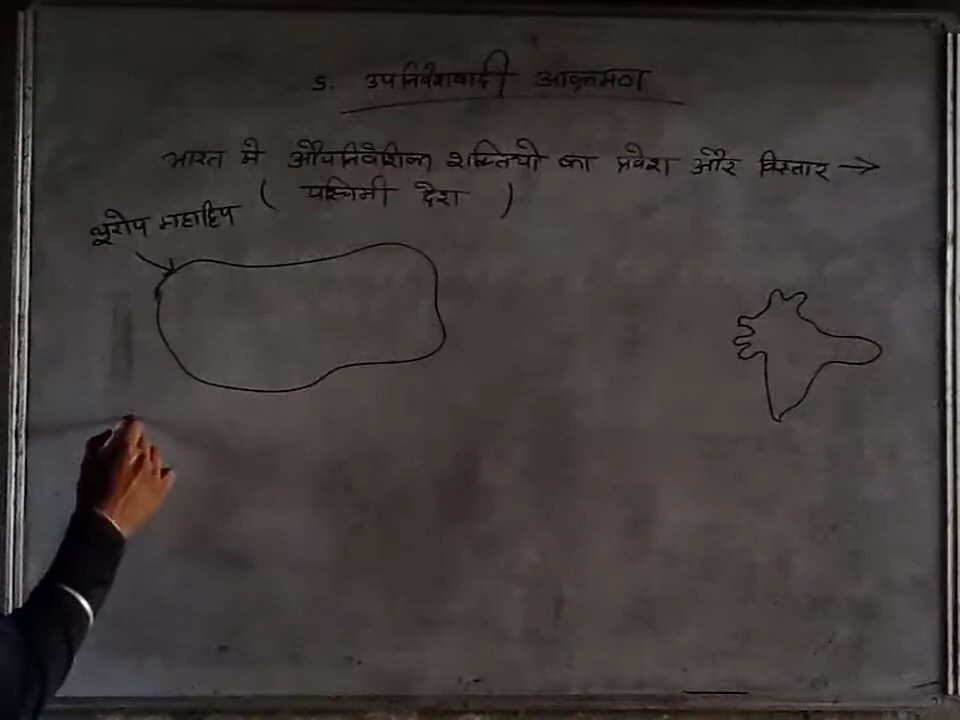 5. उपनिवेशवादी आक्रमण
भारत मे औपनिवेशिक शक्तियो का प्रवेश और विस्तार →
( पश्चिमी देश )
यूरोप महाद्विप